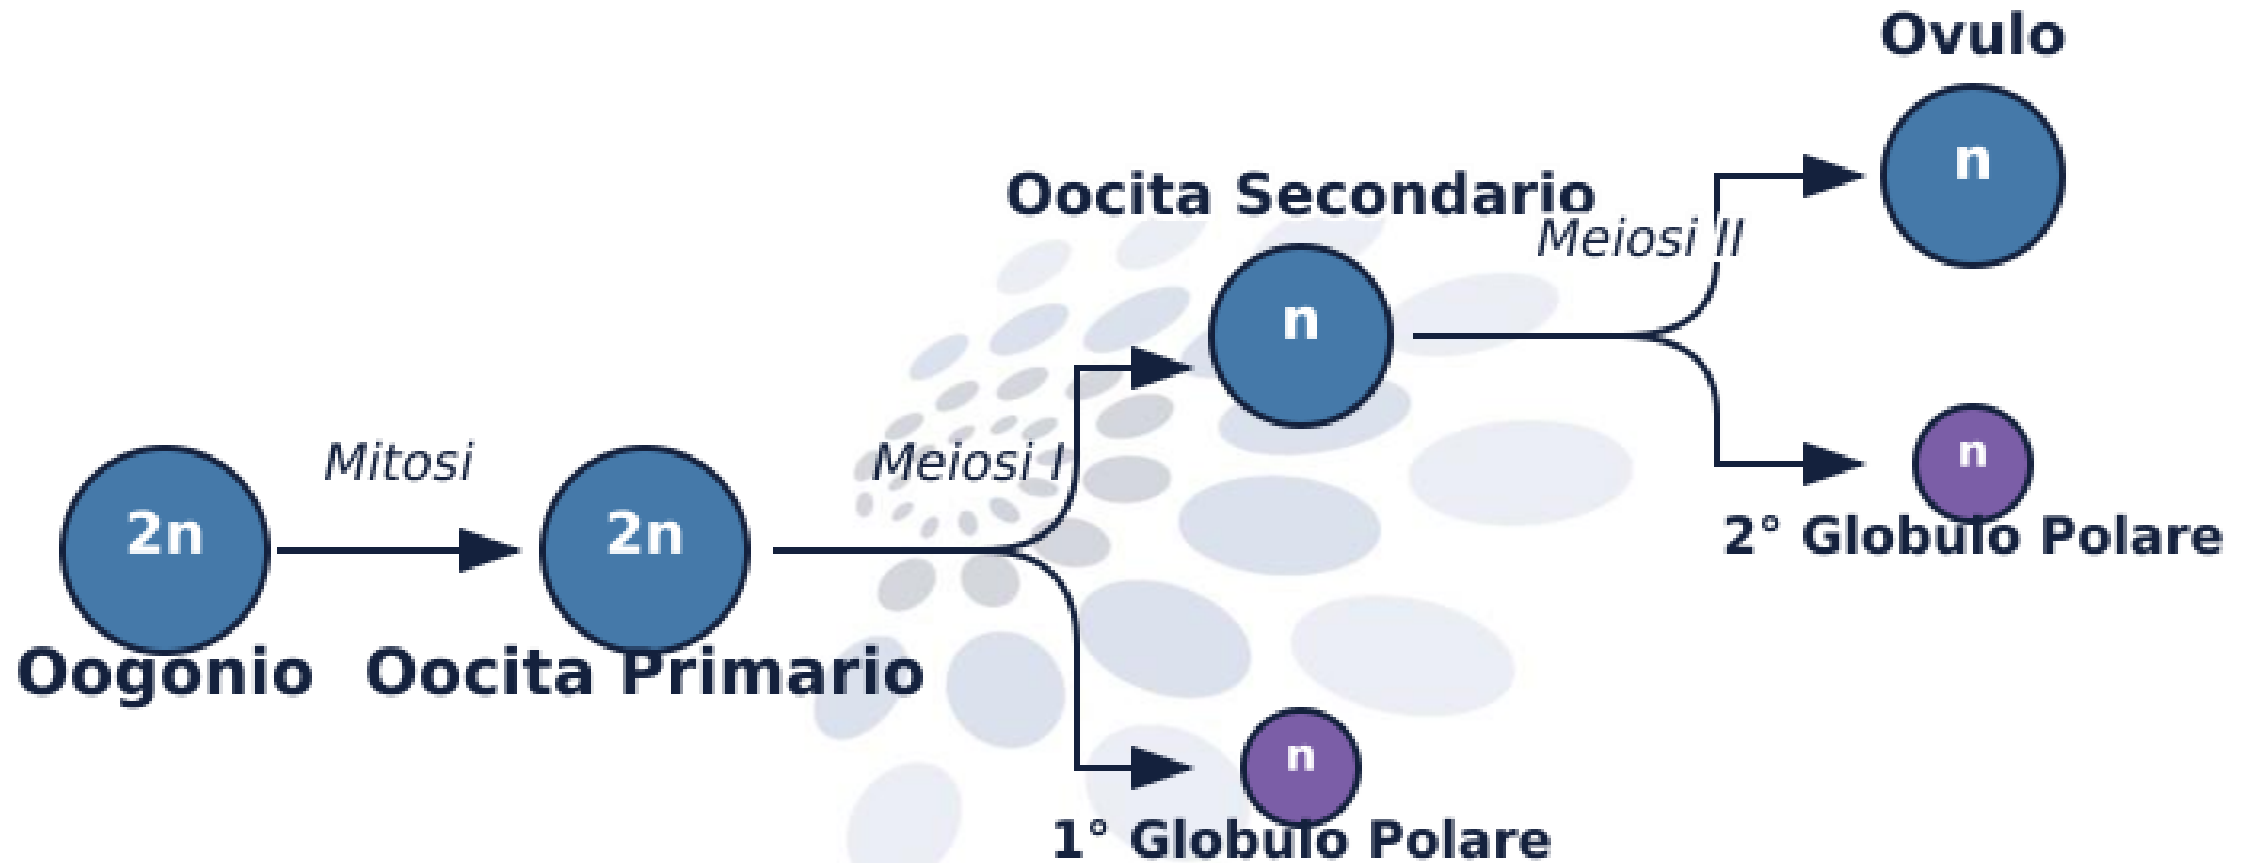 Ovulo
n
Oocita Secondario
Meiosi II
n
Mitosi
Meiosi I
n
2° Globulo Polare
2n
2n
Oogonio
Oocita Primario
n
1° Globulo Polare